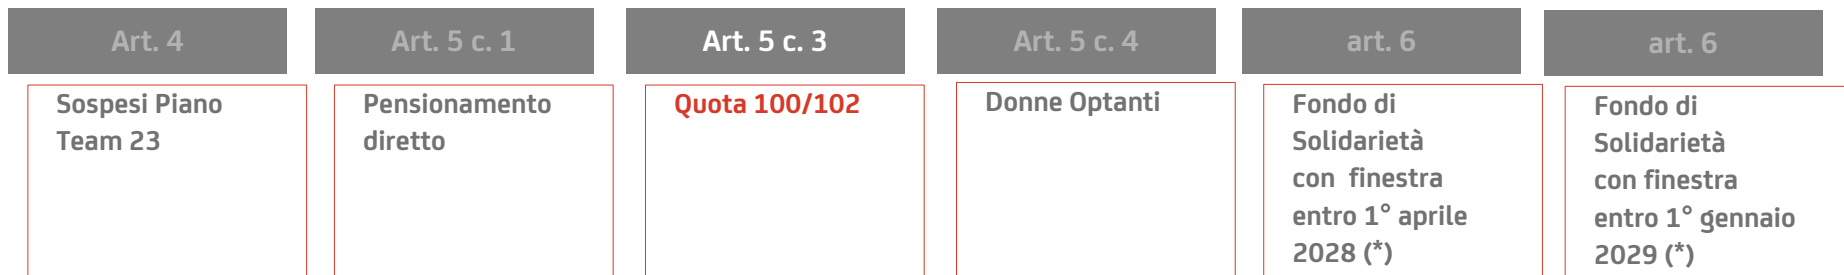 Art. 4
Art. 5 c. 1
Art. 5 c. 3
Art. 5 c. 4
art. 6
art. 6
Sospesi Piano
Team 23
Pensionamento
diretto
Quota 100/102
Donne Optanti
Fondo di
Solidarietà
con finestra
entro 1° aprile
2028 (*)
Fondo di
Solidarietà
con finestra
entro 1° gennaio
2029 (*)